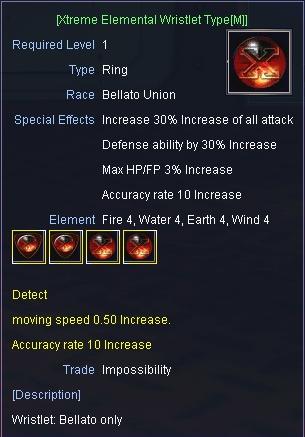 [Xtreme Elemental Wristlet Type[M]]
Required Level 1
Type Ring
Race Bellato Union
Special Effects Increase 30% Increase of all attack
Defense ability by 30% Increase
Max HP/FP 3% Increase
Accuracy rate 10 Increase
Element Fire 4, Water 4, Earth 4, Wind 4
Detect
moving speed 0.50 Increase.
Accuracy rate 10 Increase
Trade Impossibility
[Description]
Wristlet: Bellato only